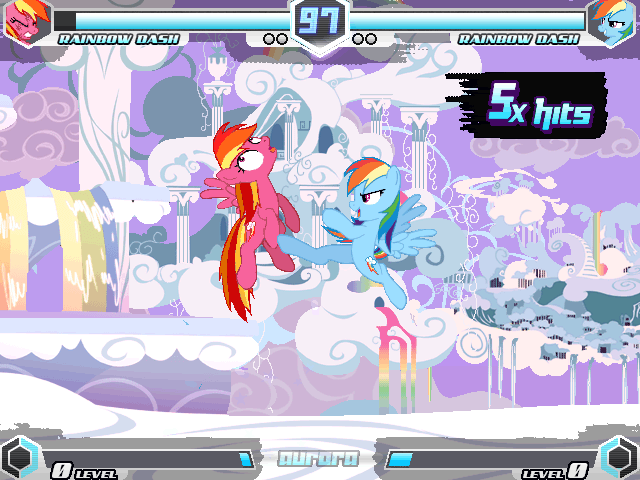 97
RAINBOW DASH
RAINBOW DASH
5x hits
0 LEVEL
aurora
LEVEL 0